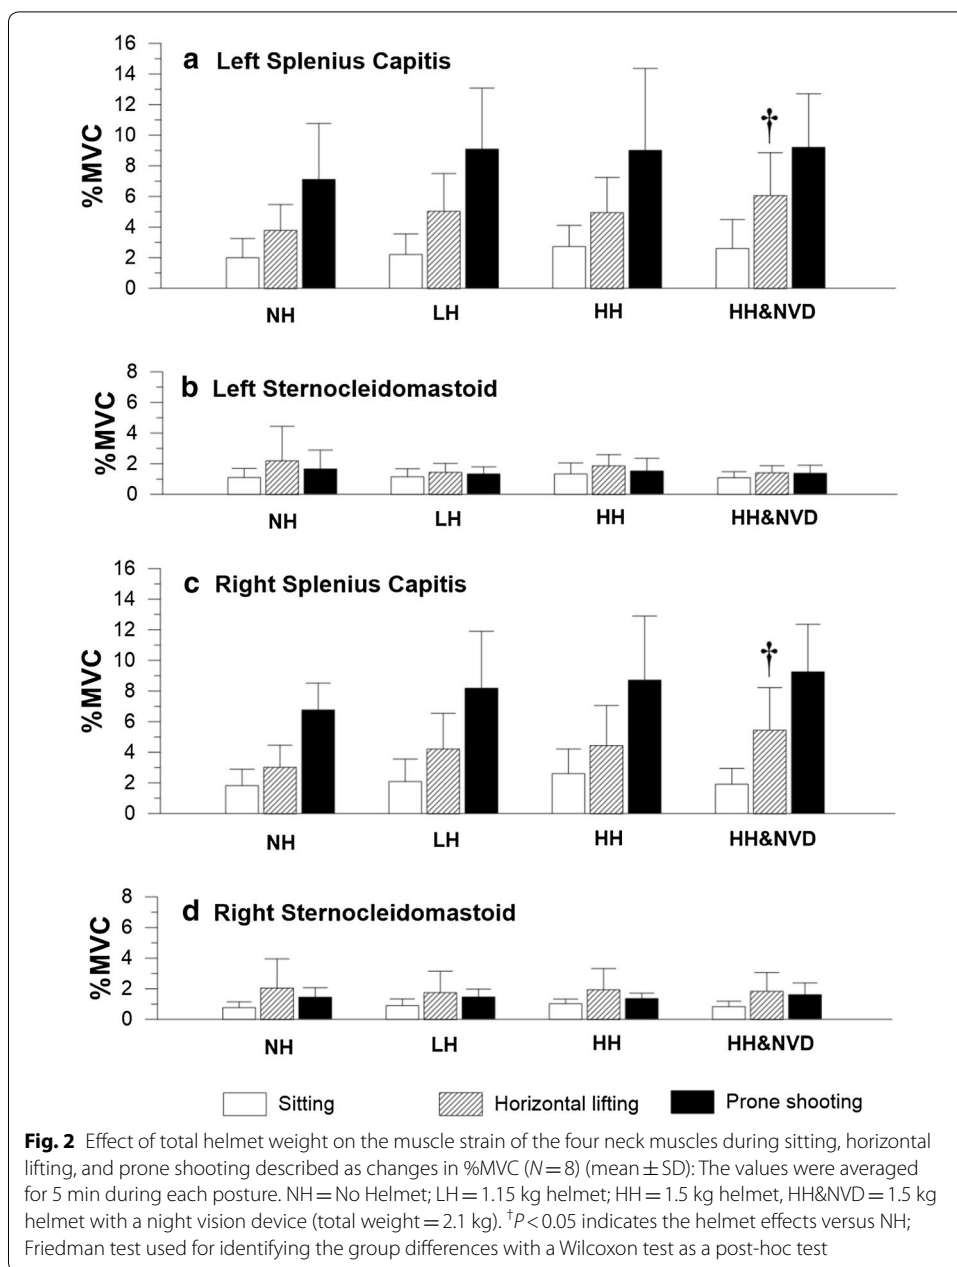 a Left Splenius Capitis
%MVC
16
14
12
10
8
6
4
2
0
†
NH LH HH HH&NVD
b Left Sternocleidomastoid
%MVC
8
6
4
2
0
NH LH HH HH&NVD
c Right Splenius Capitis
%MVC
16
14
12
10
8
6
4
2
0
†
NH LH HH HH&NVD
d Right Sternocleidomastoid
%MVC
8
6
4
2
0
NH LH HH HH&NVD
Sitting Horizontal lifting Prone shooting
Fig. 2 Effect of total helmet weight on the muscle strain of the four neck muscles during sitting, horizontal
lifting, and prone shooting described as changes in %MVC (N = 8) (mean ± SD): The values were averaged
for 5 min during each posture. NH = No Helmet; LH = 1.15 kg helmet; HH = 1.5 kg helmet, HH&NVD = 1.5 kg
helmet with a night vision device (total weight = 2.1 kg). †P < 0.05 indicates the helmet effects versus NH;
Friedman test used for identifying the group differences with a Wilcoxon test as a post-hoc test